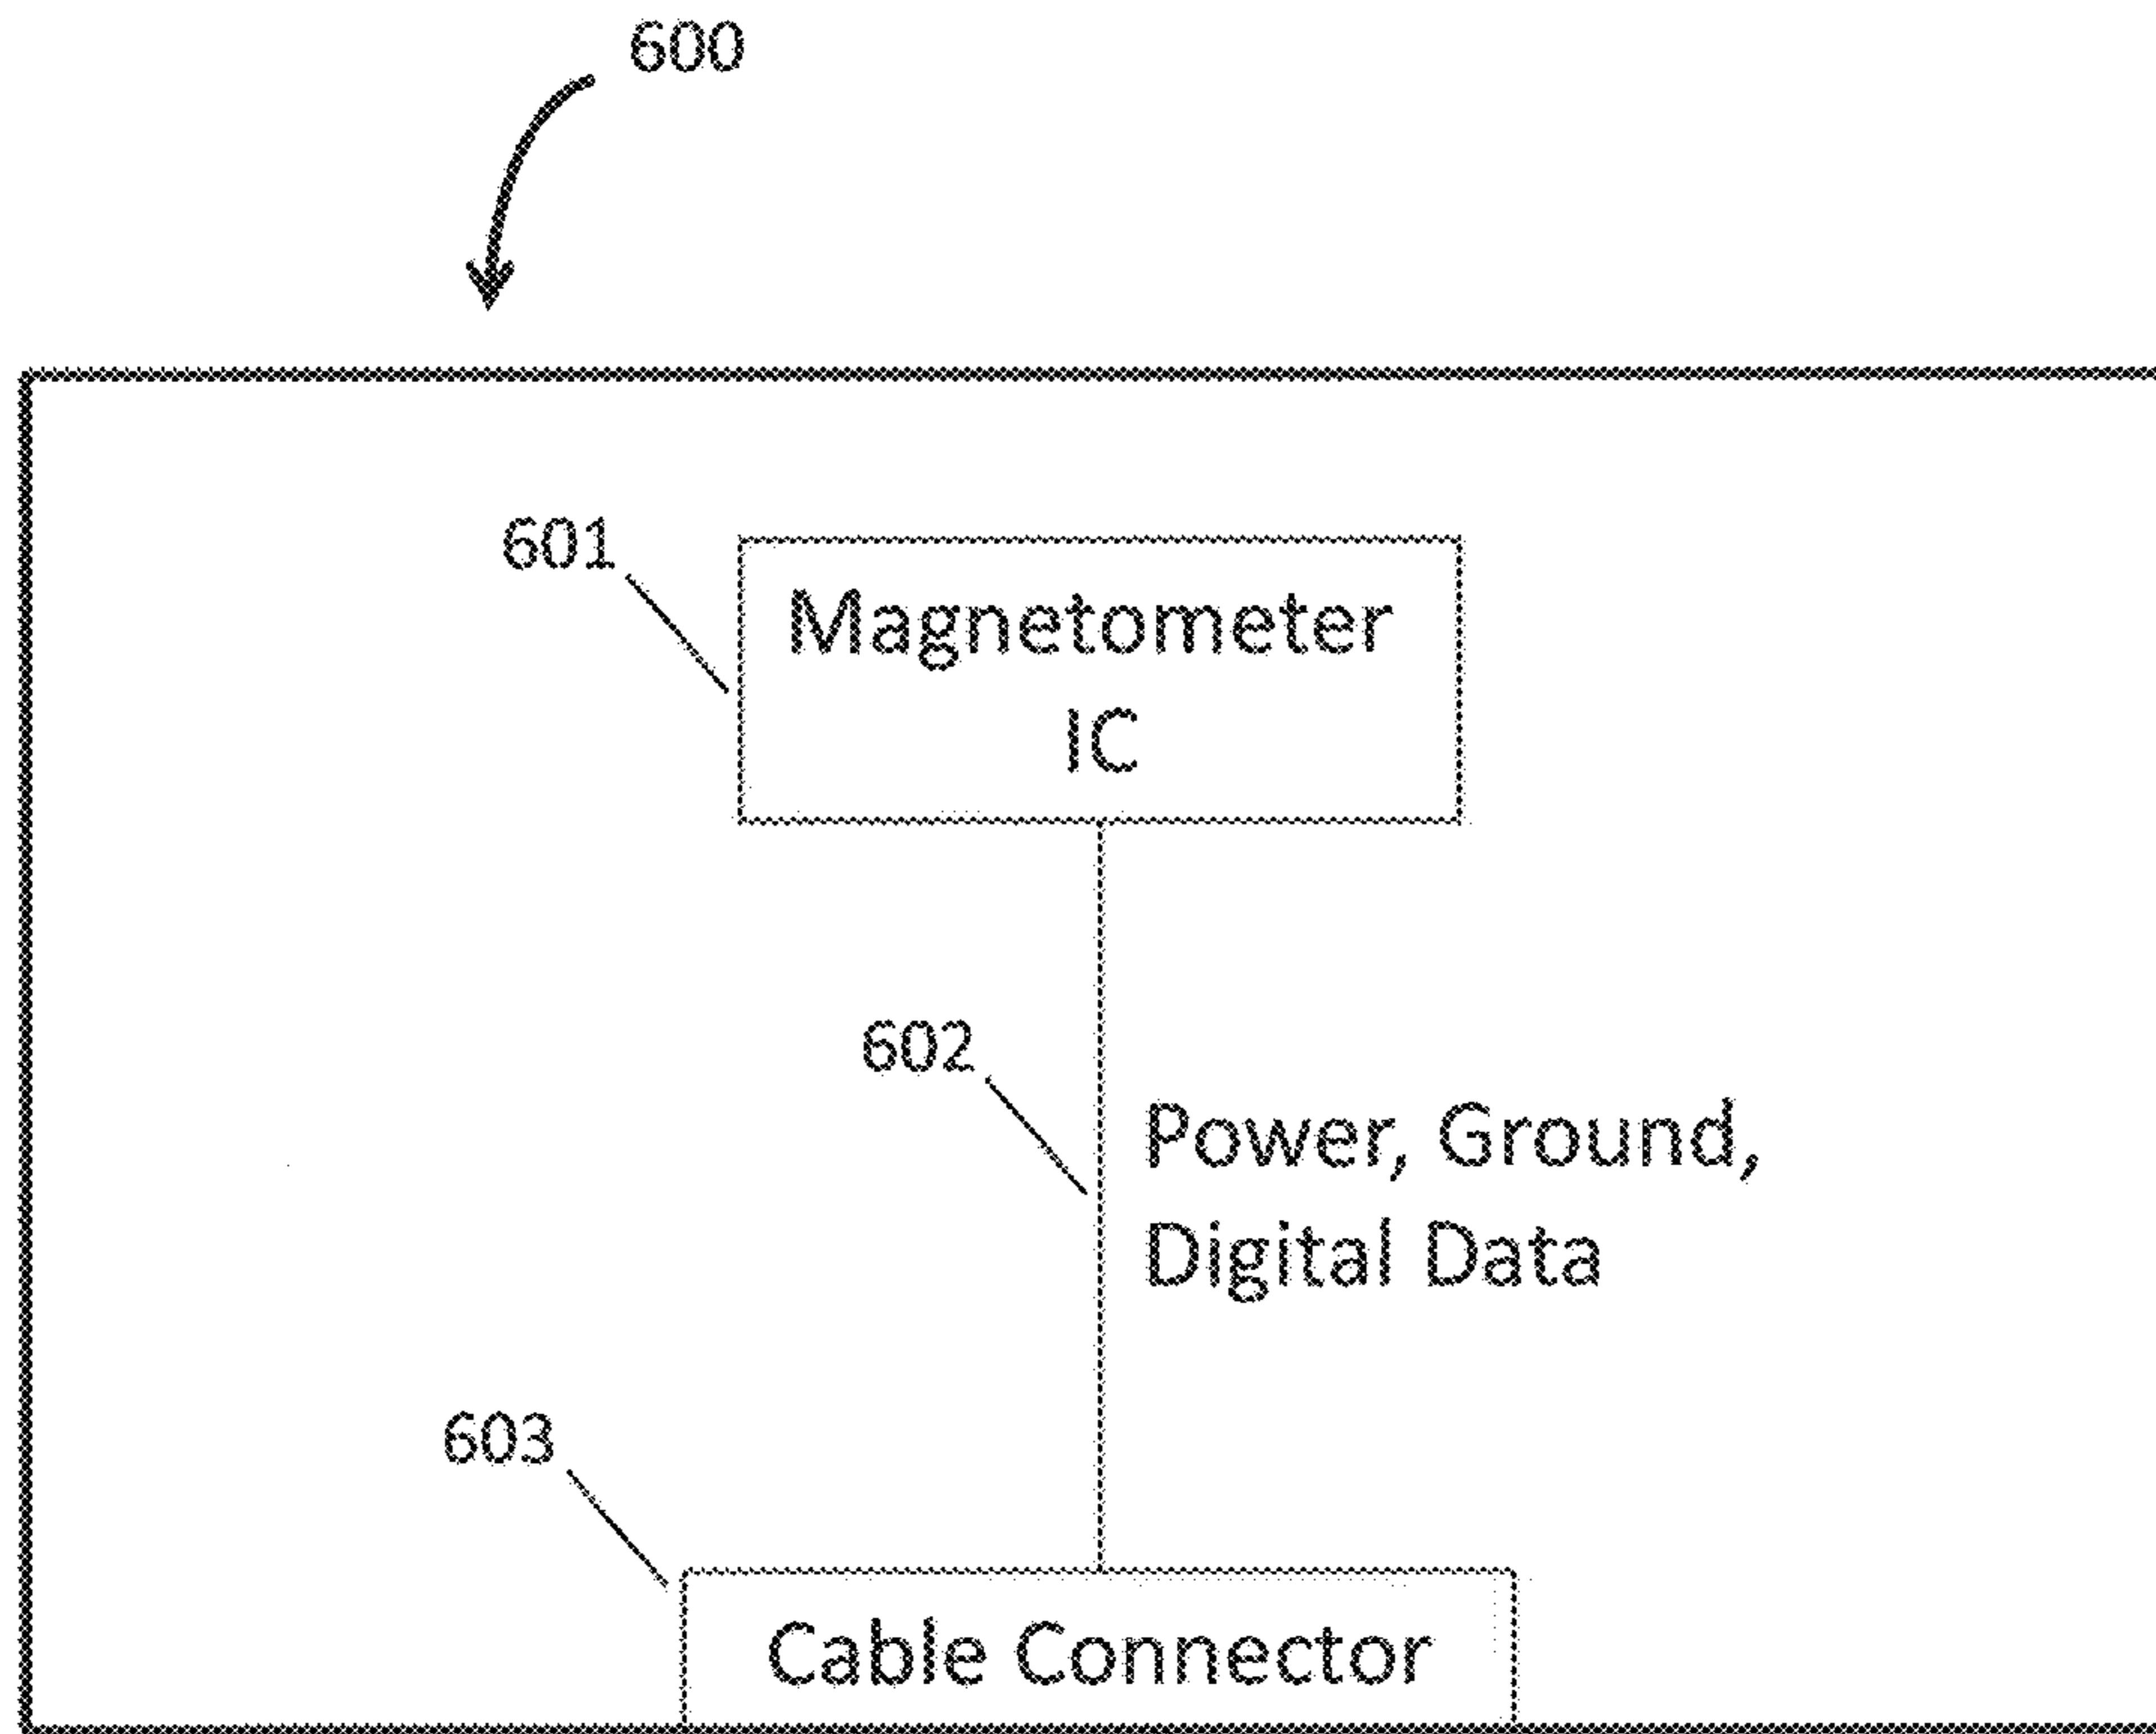 600
601
Magnetometer
IC
602
Power, Ground,
Digital Data
603
Cable Connector